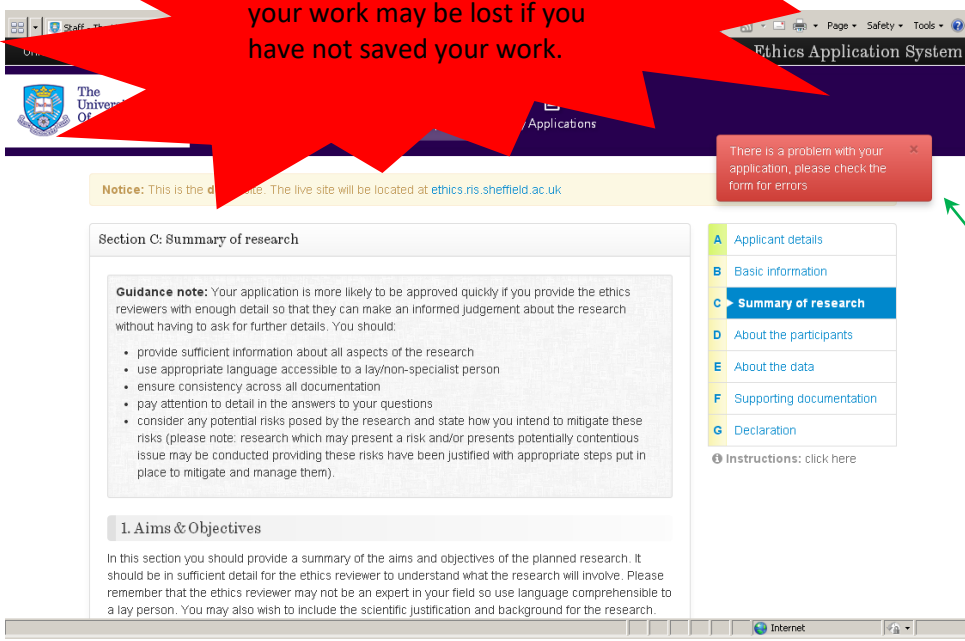 your work may be lost if you
have not saved your work.
Staff
Page Safety Tools
Ethics Application System
The
Of
Applications
There is a problem with your
application, please check the
form for errors
Notice: This is the site. The live site will be located at ethics.ris.sheffield.ac.uk
Section C: Summary of research
Guidance note: Your application is more likely to be approved quickly if you provide the ethics
reviewers with enough detail so that they can make an informed judgement about the research
without having to ask for further details. You should:
• provide sufficient information about all aspects of the research
• use appropriate language accessible to a lay/non-specialist person
• ensure consistency across all documentation
• pay attention to detail in the answers to your questions
• consider any potential risks posed by the research and state how you intend to mitigate these
risks (please note: research which may present a risk and/or presents potentially contentious
issue may be conducted providing these risks have been justified with appropriate steps put in
place to mitigate and manage them).
1. Aims & Objectives
In this section you should provide a summary of the aims and objectives of the planned research. It
should be in sufficient detail for the ethics reviewer to understand what the research will involve. Please
remember that the ethics reviewer may not be an expert in your field so use language comprehensible to
a lay person. You may also wish to include the scientific justification and background for the research.
A Applicant details
B Basic information
C Summary of research
D About the participants
E About the data
F Supporting documentation
G Declaration
Instructions: click here
Internet